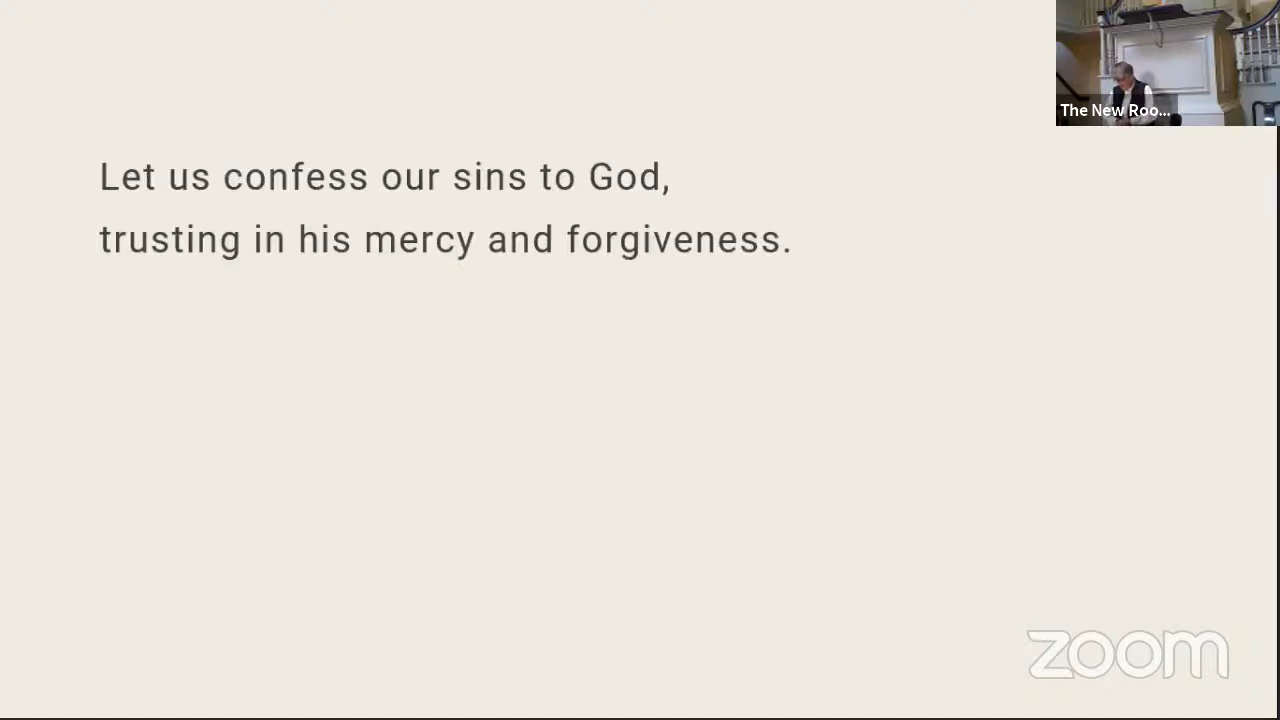 The New Roo...
Let us confess our sins to God,
trusting in his mercy and forgiveness.
zoom